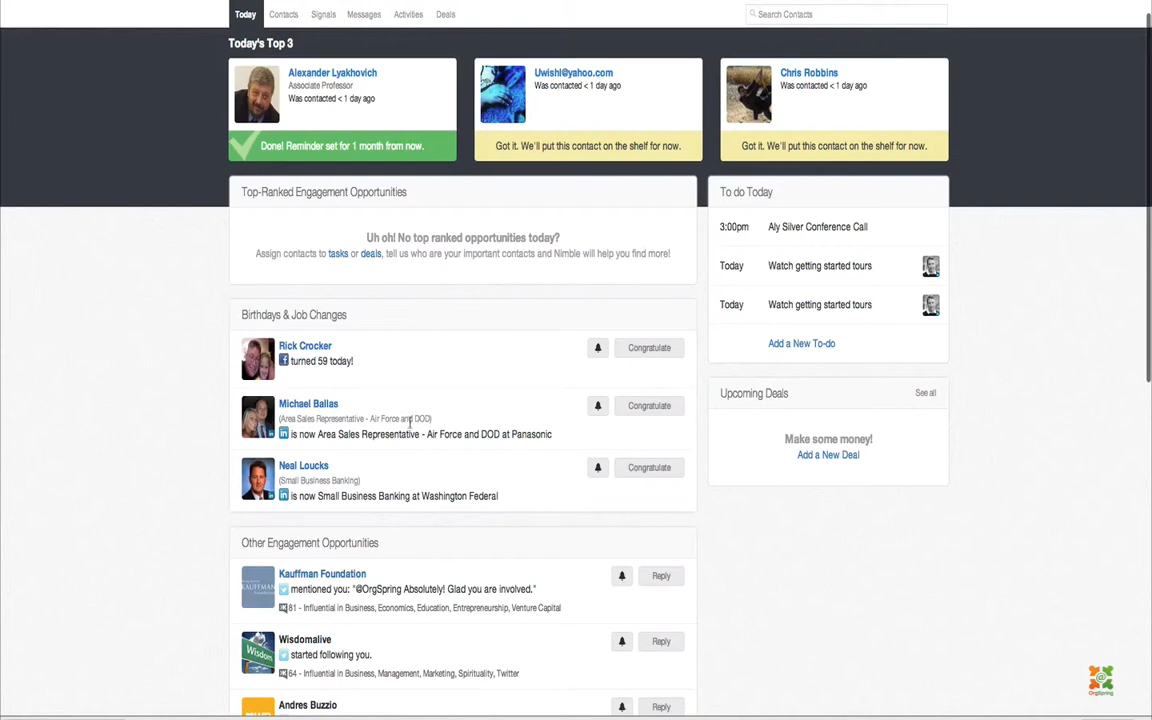 Today Contacts Signals Messages Activities Deals Search Contacts
Today's Top 3
Alexander Lyakhovich
Associate Professor
Was contacted < 1 day ago
Done! Reminder set for 1 month from now.
Uwishl@yahoo.com
Was contacted < 1 day ago
Got it. We'll put this contact on the shelf for now.
Chris Robbins
Was contacted < 1 day ago
Got it. We'll put this contact on the shelf for now.
Top-Ranked Engagement Opportunities
Uh oh! No top ranked opportunities today?
Assign contacts to tasks or deals, tell us who are your important contacts and Nimble will help you find more!
To do Today
3:00pm Aly Silver Conference Call
Today Watch getting started tours
Today Watch getting started tours
Add a New To-do
Birthdays & Job Changes
Rick Crocker
turned 59 today!
Congratulate
Michael Ballas
(Area Sales Representative - Air Force and DOD)
is now Area Sales Representative - Air Force and DOD at Panasonic
Congratulate
Neal Loucks
(Small Business Banking)
is now Small Business Banking at Washington Federal
Congratulate
Upcoming Deals See all
Make some money!
Add a New Deal
Other Engagement Opportunities
Kauffman Foundation
mentioned you: "@OrgSpring Absolutely! Glad you are involved."
81 - Influential in Business, Economics, Education, Entrepreneurship, Venture Capital
Reply
KAUFFMAN
Wisdomalive
started following you.
64 - Influential in Business, Management, Marketing, Spirituality, Twitter
Reply
Wisdom
Andres Buzzio
Reply
OrgSpring